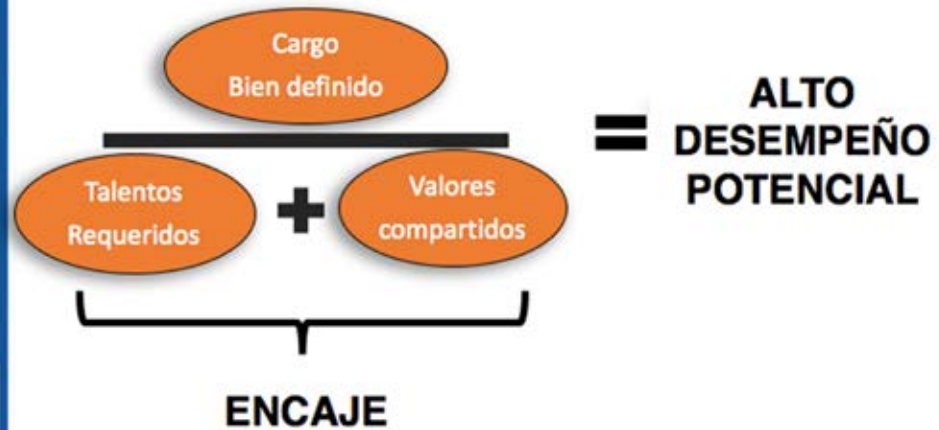 Cargo
Bien definido
=
ALTO
DESEMPEÑO
POTENCIAL
Talentos
Requeridos
+
Valores
compartidos
ENCAJE